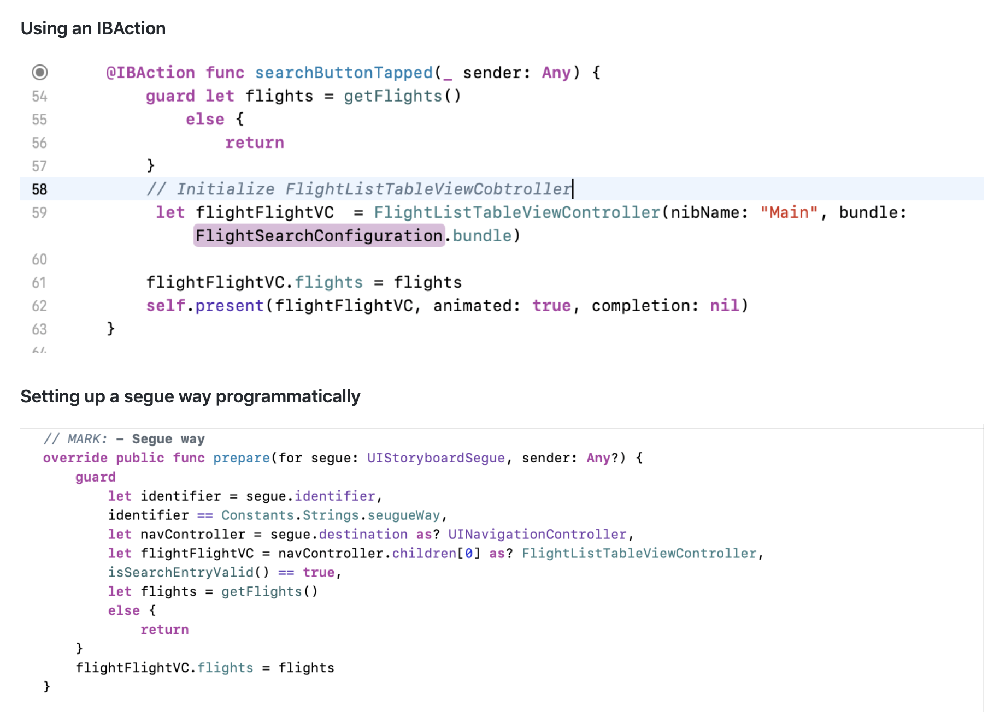 Using an IBAction
@IBAction func searchButtonTapped(_ sender: Any) {
54 guard let flights = getFlights()
55 else {
56 return
57 }
58 // Initialize FlightListTableViewCobtroller
59 let flightFlightVC = FlightListTableViewController(nibName: "Main", bundle:
FlightSearchConfiguration.bundle)
60
61 flightFlightVC.flights = flights
62 self.present(flightFlightVC, animated: true, completion: nil)
63 }
64
Setting up a segue way programmatically
// MARK: – Segue way
override public func prepare(for segue: UIStoryboardSegue, sender: Any?) {
guard
let identifier = segue.identifier,
identifier == Constants.Strings.seugueWay,
let navController = segue.destination as? UINavigationController,
let flightFlightVC = navController.children[0] as? FlightListTableViewController,
isSearchEntryValid() == true,
let flights = getFlights()
else {
return
}
flightFlightVC.flights = flights
}